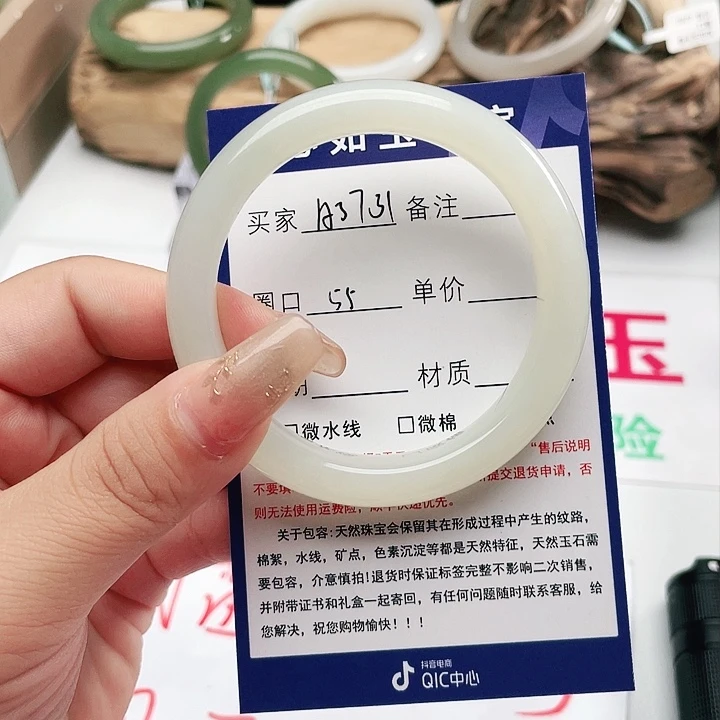 如玉
买家 A3731 备注
圈口 55 单价
材质
微水线 □微棉
"售后说明
提交退货申请，否
则无法使用运费险，
关于包容：天然珠宝会保留其在形成过程中产生的纹路，
棉絮，水线，矿点，色素沉淀等都是天然特征，天然玉石需
要包容，介意慎拍！退货时保证标签完整不影响二次销售，
并附带证书和礼盒一起寄回，有任何问题随时联系客服，给
您解决，祝您购物愉快！！！
抖音电商
QIC中心
玉
险